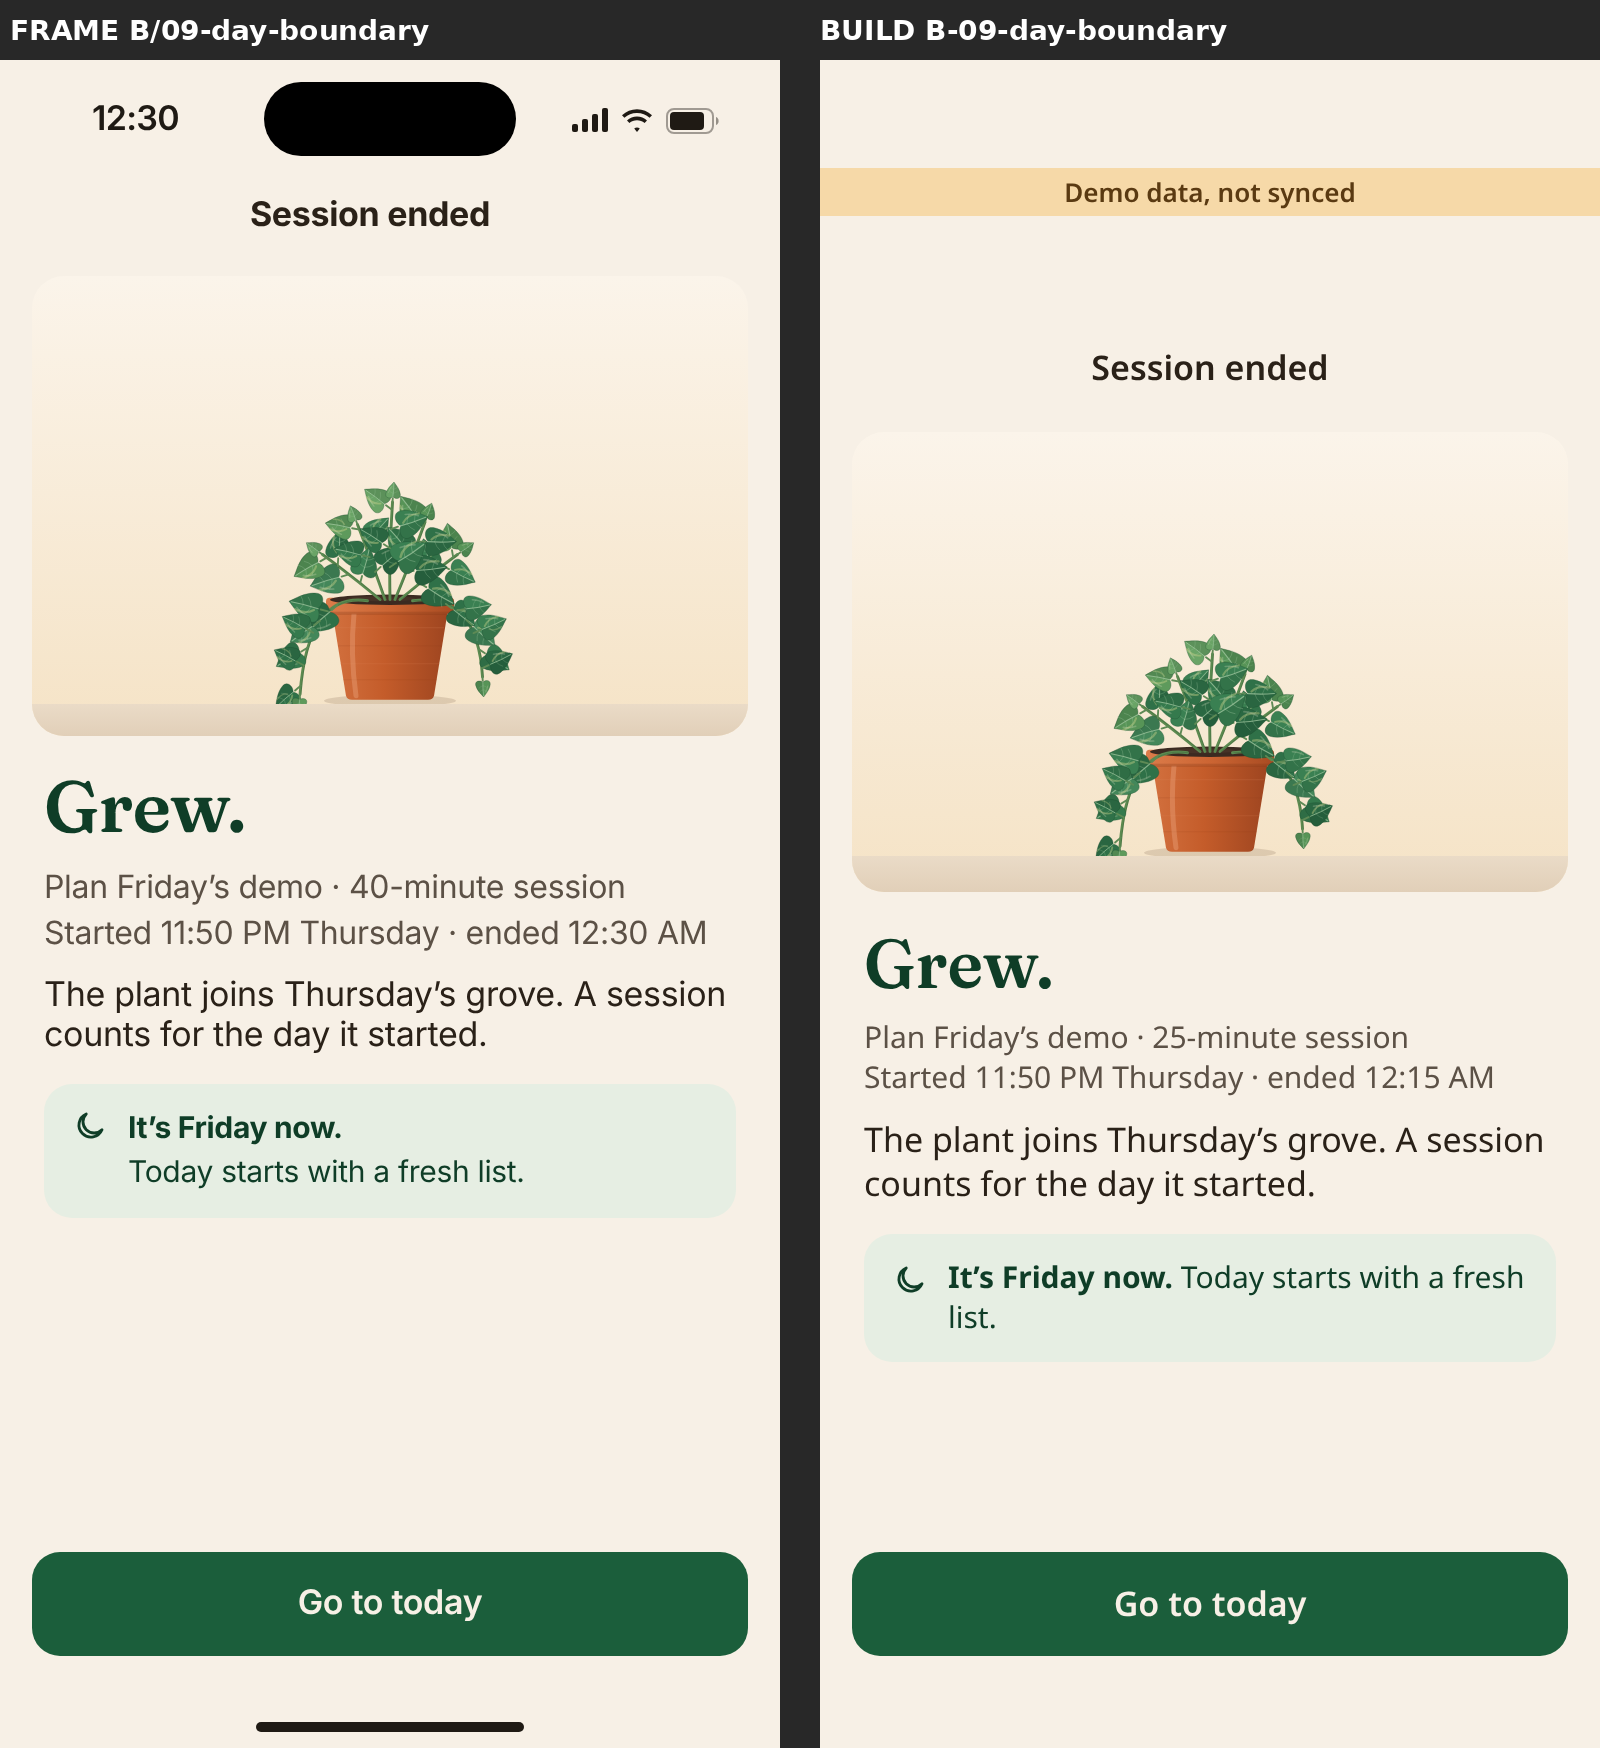 FRAME B/09-day-boundary
12:30
Session ended
Grew.
Plan Friday’s demo · 40-minute session
Started 11:50 PM Thursday · ended 12:30 AM
The plant joins Thursday’s grove. A session
counts for the day it started.
It’s Friday now.
Today starts with a fresh list.
Go to today
BUILD B-09-day-boundary
Demo data, not synced
Session ended
Grew.
Plan Friday’s demo · 25-minute session
Started 11:50 PM Thursday · ended 12:15 AM
The plant joins Thursday’s grove. A session
counts for the day it started.
It’s Friday now. Today starts with a fresh
list.
Go to today